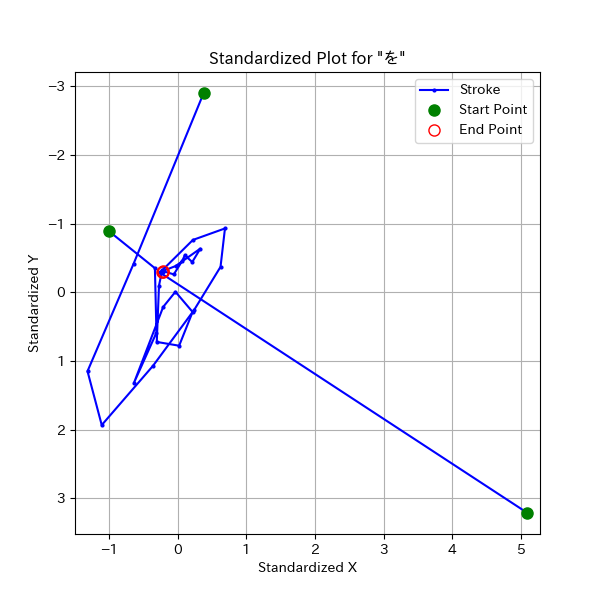 Standardized Plot for "を"
Stroke
Start Point
End Point
−3
−2
−1
0
1
2
3
Standardized Y
−1
0
1
2
3
4
5
Standardized X